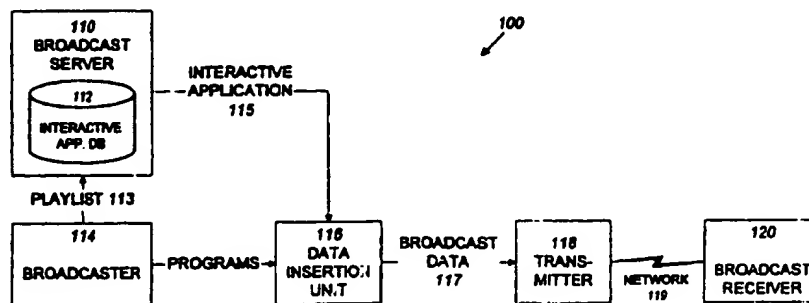 110
BROADCAST
SERVER
112
INTERACTIVE
APP. DB
INTERACTIVE
APPLICATION
115
100
PLAYLIST 113
114
BROADCASTER
PROGRAMS
116
DATA
INSERTION
UNIT
BROADCAST
DATA
117
118
TRANS-
MITTER
NETWORK
119
120
BROADCAST
RECEIVER